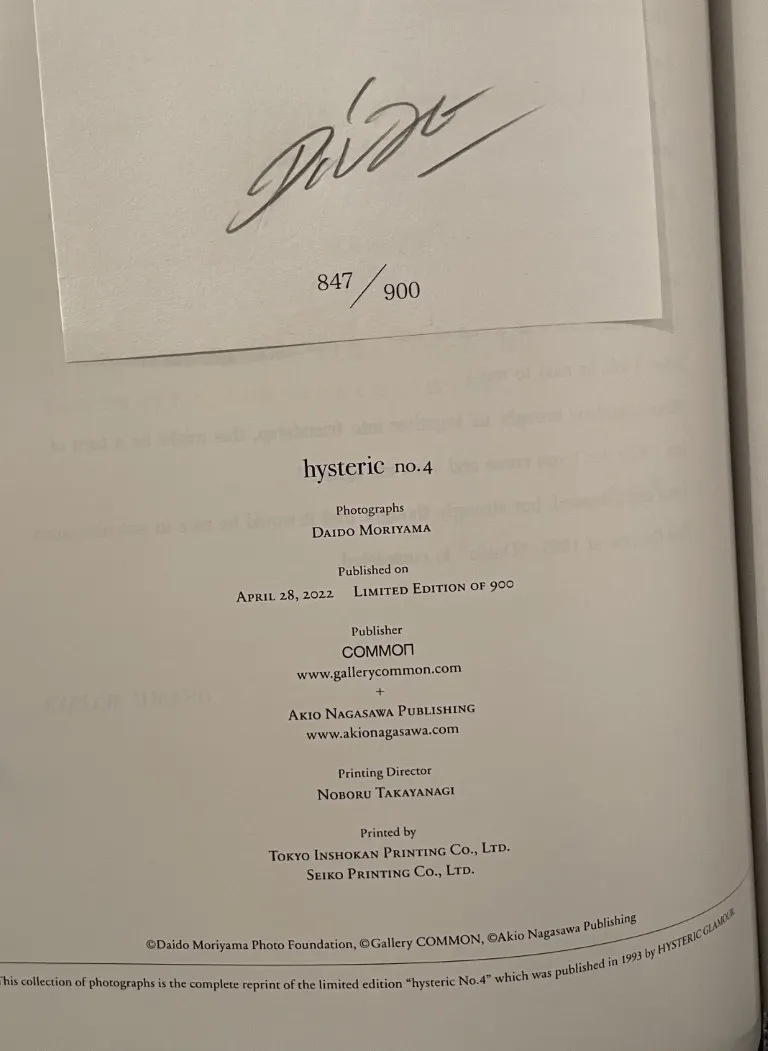 Daido
847/900
hysteric no.4
Photographs
DAIDO MORIYAMA
Published on
APRIL 28, 2022 LIMITED EDITION OF 900
Publisher
COMMON
www.gallerycommon.com
+
AKIO NAGASAWA PUBLISHING
www.akionagasawa.com
Printing Director
NOBORU TAKAYANAGI
Printed by
TOKYO INSHOKAN PRINTING CO., LTD.
SEIKO PRINTING CO., LTD.
©Daido Moriyama Photo Foundation, ©Gallery COMMON, ©Akio Nagasawa Publishing
This collection of photographs is the complete reprint of the limited edition “hysteric No.4” which was published in 1993 by HYSTERIC GLAMOUR